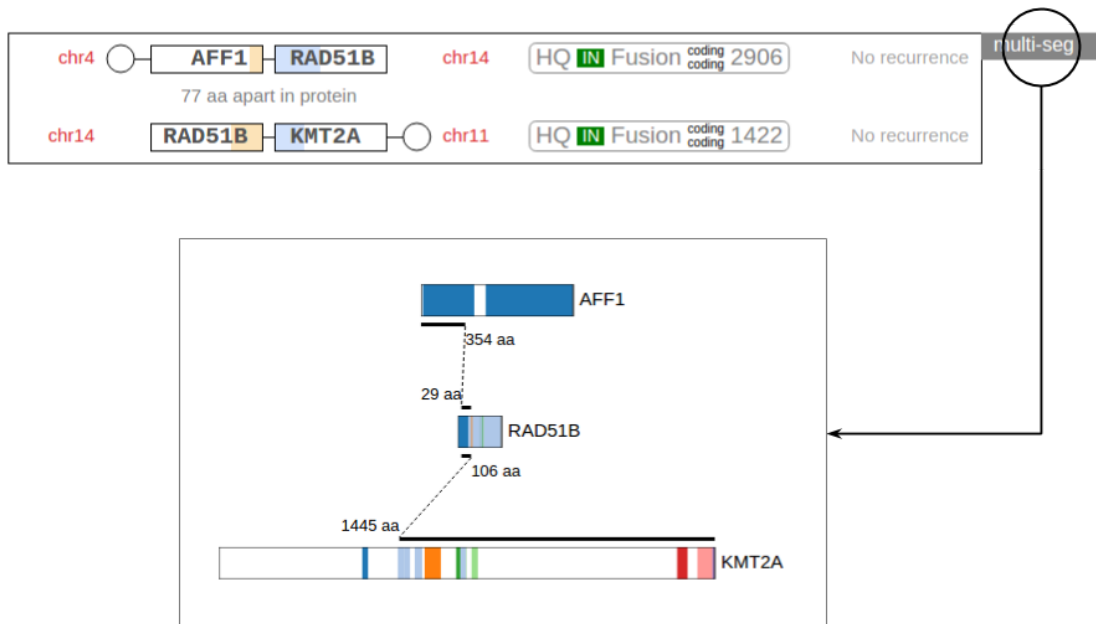 chr4 AFF1 RAD51B chr14 HQ IN Fusion coding coding 2906 No recurrence multi-seg
77 aa apart in protein
chr14 RAD51B KMT2A chr11 HQ IN Fusion coding coding 1422 No recurrence
AFF1
354 aa
29 aa
RAD51B
106 aa
1445 aa
KMT2A